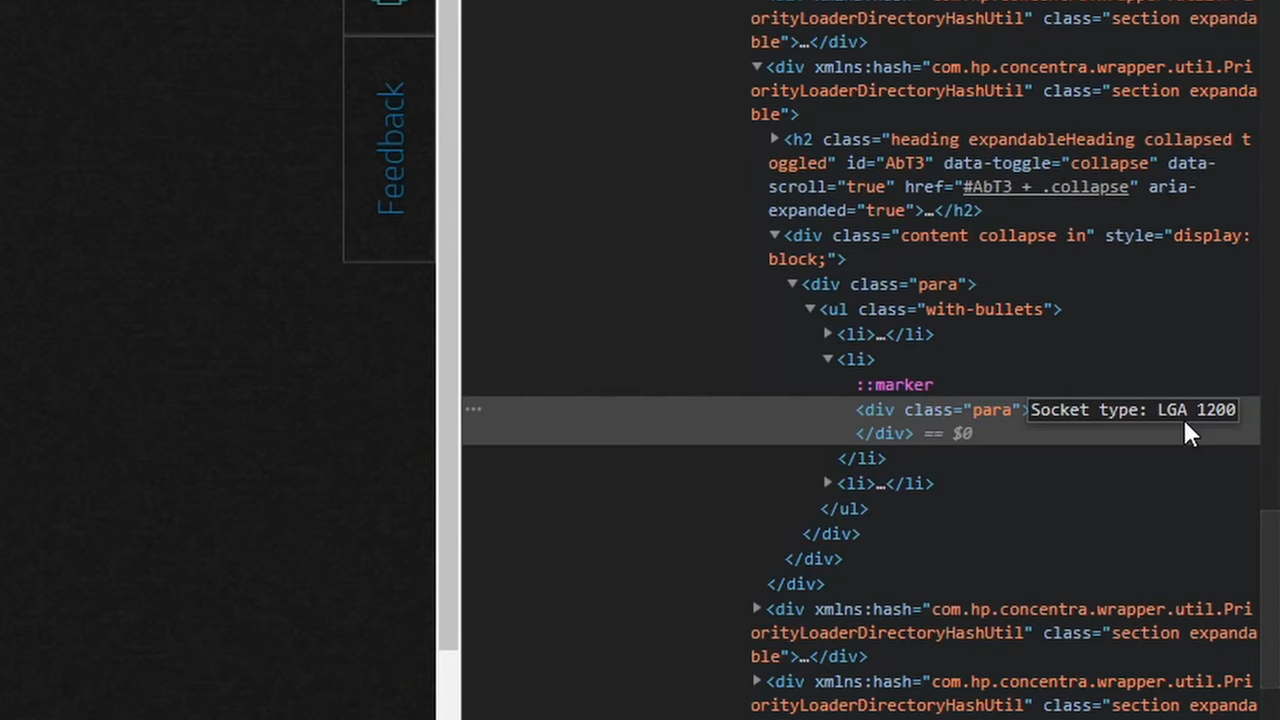 Feedback
orityLoaderDirectoryHashUtil" class="section expanda
ble">…</div>
▼<div xmlns:hash="com.hp.concentra.wrapper.util.Pri
orityLoaderDirectoryHashUtil" class="section expanda
ble">
▶<h2 class="heading expandableHeading collapsed t
oggled" id="AbT3" data-toggle="collapse" data-
scroll="true" href="#AbT3 + .collapse" aria-
expanded="true">…</h2>
▼<div class="content collapse in" style="display:
block;">
▼<div class="para">
▼<ul class="with-bullets">
▶<li>…</li>
▼<li>
::marker
… <div class="para">Socket type: LGA 1200
</div> == $0
</li>
▶<li>…</li>
</ul>
</div>
</div>
</div>
▶<div xmlns:hash="com.hp.concentra.wrapper.util.Pri
orityLoaderDirectoryHashUtil" class="section expanda
ble">…</div>
▶<div xmlns:hash="com.hp.concentra.wrapper.util.Pri
orityLoaderDirectoryHashUtil" class="section expanda